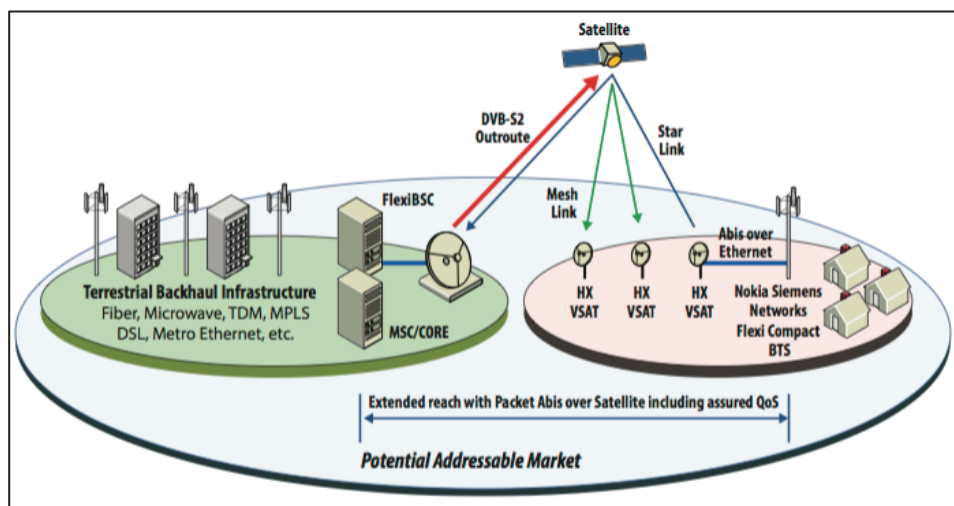 Satellite
DVB-S2
Outroute
Star
Link
Mesh
Link
FlexiBSC
Abis over
Ethernet
Terrestrial Backhaul Infrastructure
Fiber, Microwave, TDM, MPLS
DSL, Metro Ethernet, etc.
MSC/CORE
HX
VSAT
HX
VSAT
HX
VSAT
Nokia Siemens
Networks
Flexi Compact
BTS
Extended reach with Packet Abis over Satellite including assured QoS
Potential Addressable Market